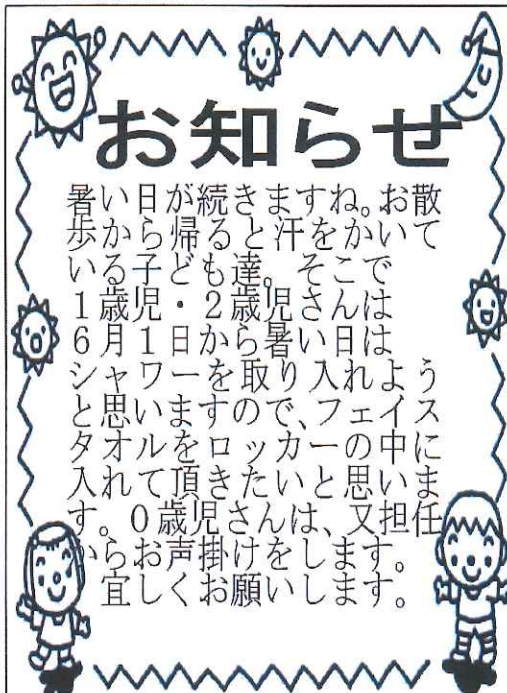 お知らせ
暑い日が続きますね。お散
歩から帰ると汗をかいて
いる子ども達。そこで
1歳児・2歳児さんは
6月1日から暑い日は
シャワーを取り入れよう
と思いますので、フェイス
タオルをロッカーの中に
入れて頂きたいと思いま
す。0歳児さんは、又担任
からお声掛けをします。
宜しくお願いします。